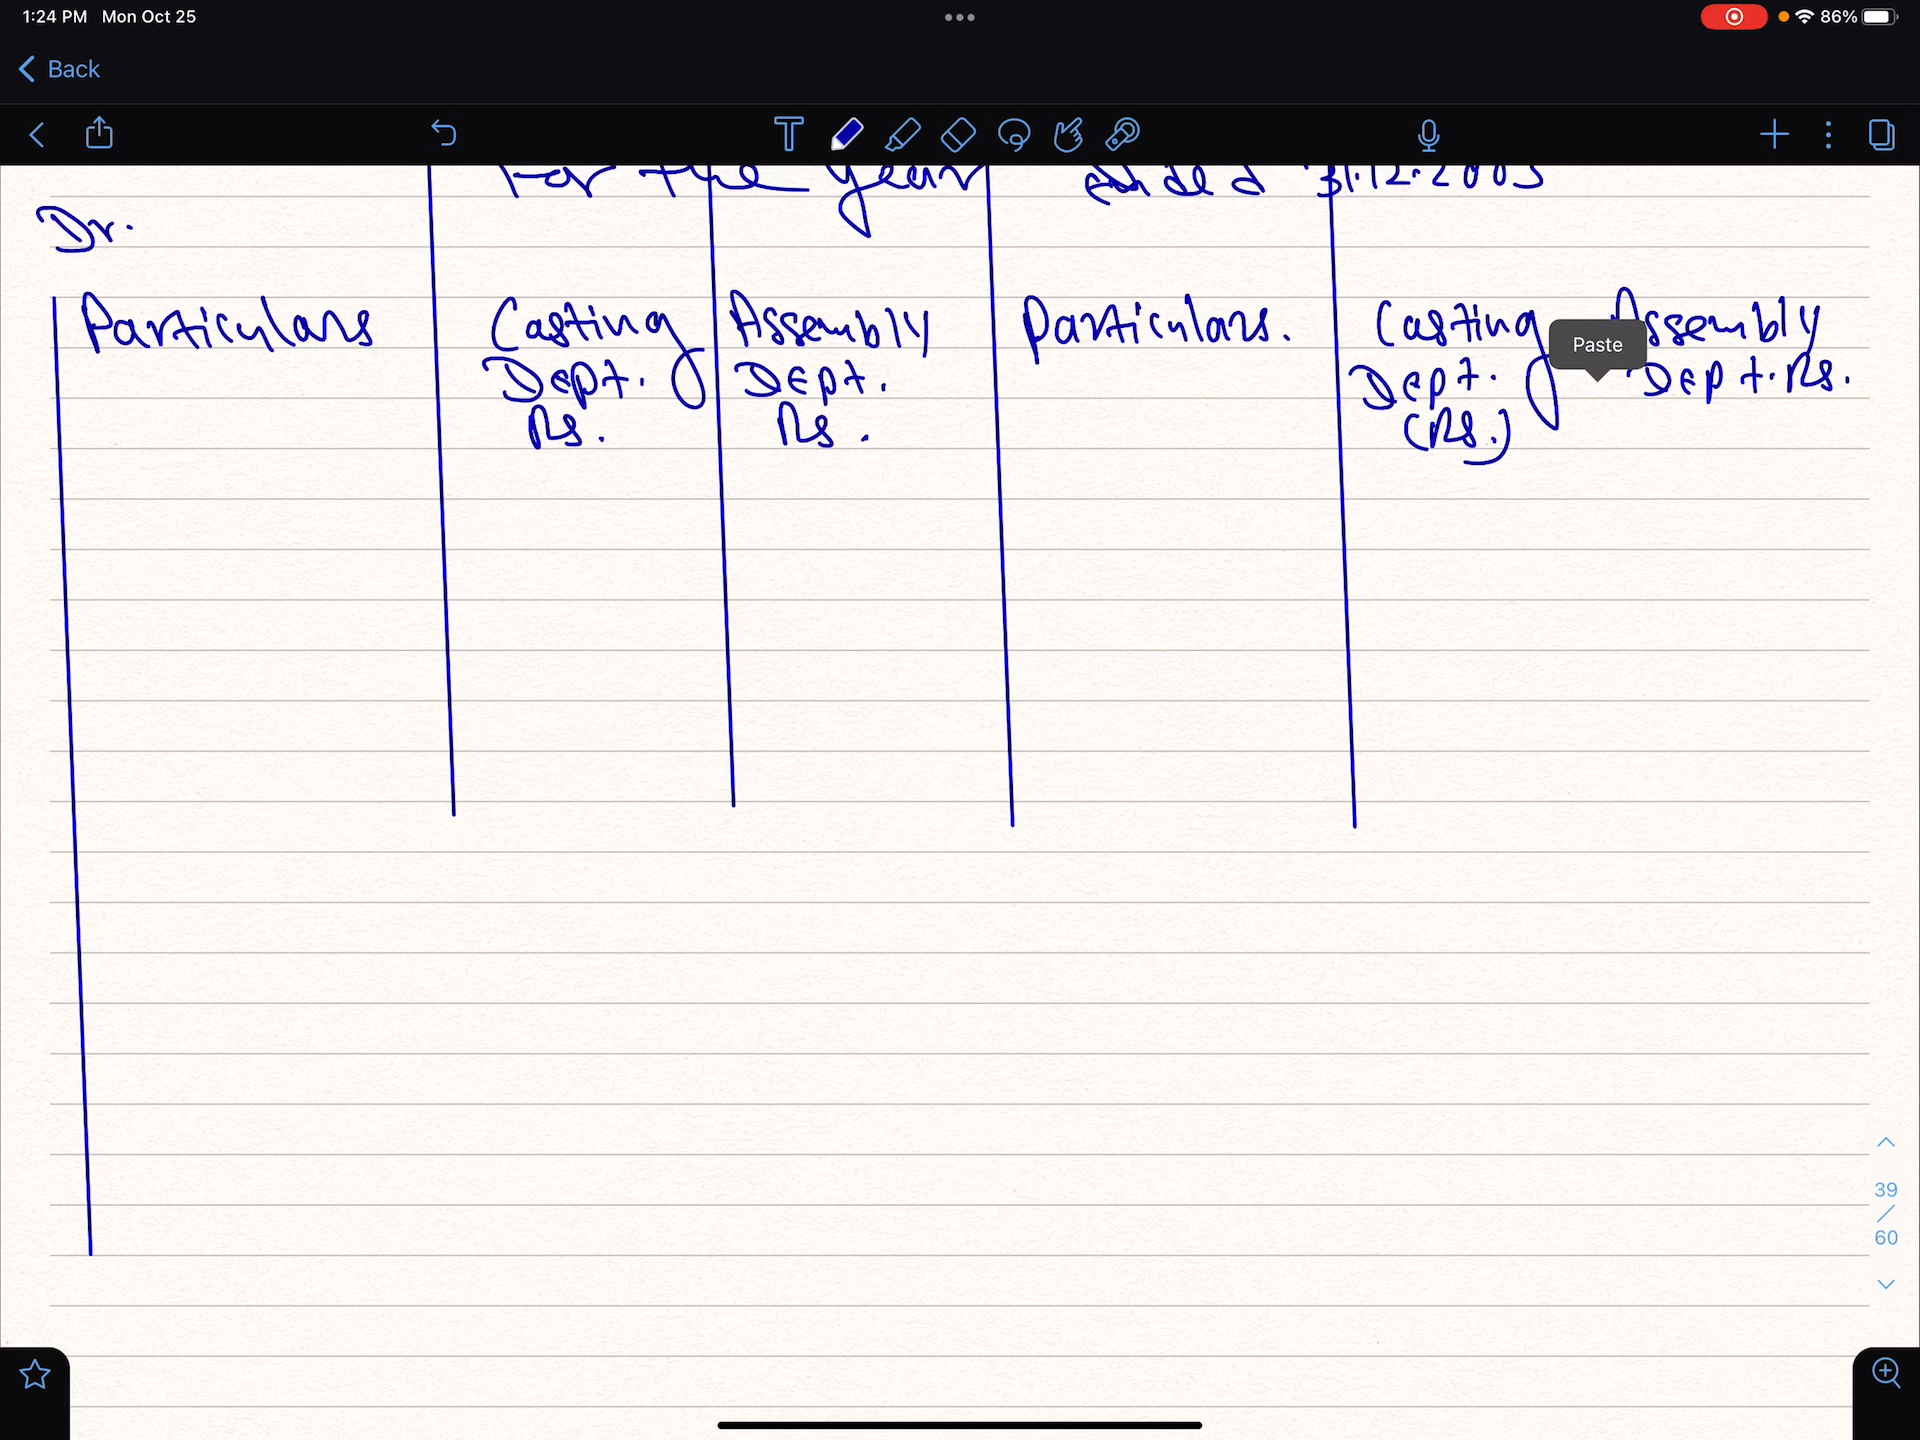 1:24 PM Mon Oct 25
86%
Back
For the year ended 31.12.2003
Dr.
Particulars Casting Assembly Particulars. Casting Assembly
Dept. Dept. Dept. Dept. Rs.
Rs. Rs. (Rs.)
Paste
39
/
60